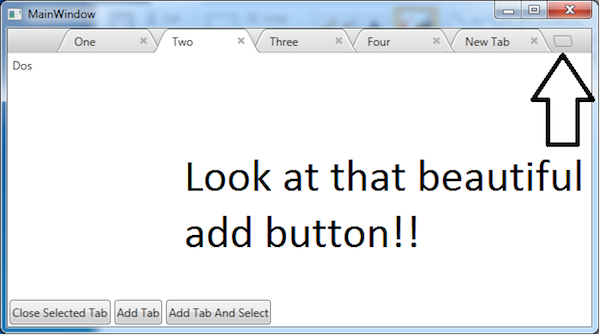 MainWindow
One Two Three Four New Tab
Dos
Look at that beautiful
add button!!
Close Selected Tab Add Tab Add Tab And Select